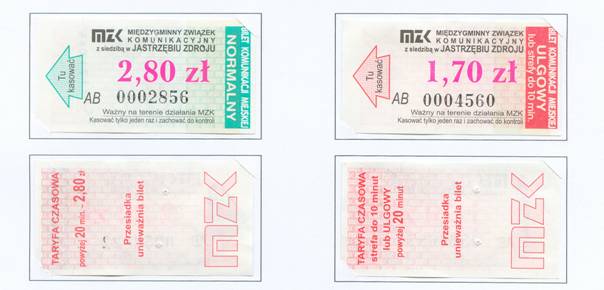 MZK MIĘDZYGMINNY ZWIĄZEK
KOMUNIKACYJNY
z siedzibą w JASTRZĘBIU ZDROJU
Tu
kasować
2,80 zł
AB 0002856
Ważny na terenie działania MZK
Kasować tylko jeden raz i zachować do kontroli
BILET KOMUNIKACJI MIEJSKIEJ
NORMALNY
MZK MIĘDZYGMINNY ZWIĄZEK
KOMUNIKACYJNY
z siedzibą w JASTRZĘBIU ZDROJU
Tu
kasować
1,70 zł
AB 0004560
Ważny na terenie działania MZK
Kasować tylko jeden raz i zachować do kontroli
BILET KOMUNIKACJI MIEJSKIEJ
ULGOWY
lub strefy do 10 min.
TARYFA CZASOWA
powyżej 20 min. - 2,80 zł
Przesiadka
unieważnia bilet
MZK
TARYFA CZASOWA
strefa do 10 minut
lub ULGOWY
powyżej 20 minut
Przesiadka
unieważnia bilet
MZK